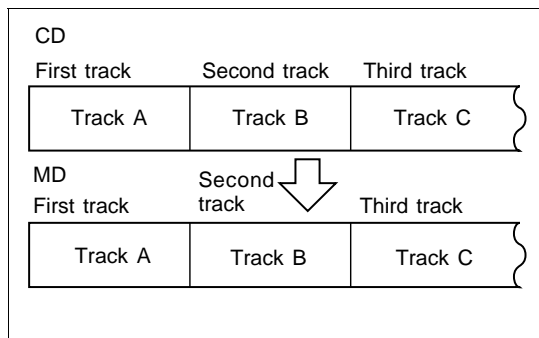 CD
First track Second track Third track
Track A Track B Track C
MD
Second
First track track Third track
Track A Track B Track C